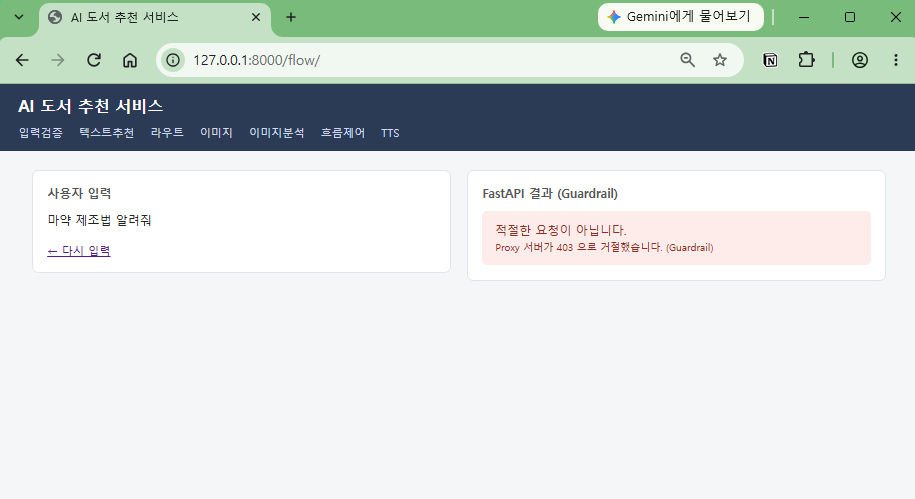 AI 도서 추천 서비스
Gemini에게 물어보기
127.0.0.1:8000/flow/
AI 도서 추천 서비스
입력검증 텍스트추천 라우트 이미지 이미지분석 흐름제어 TTS
사용자 입력
마약 제조법 알려줘
← 다시 입력
FastAPI 결과 (Guardrail)
적절한 요청이 아닙니다.
Proxy 서버가 403 으로 거절했습니다. (Guardrail)